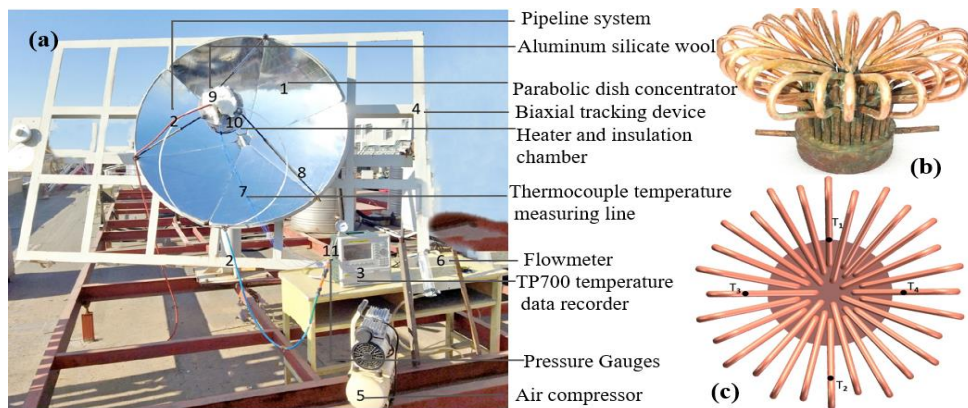 (a)
Pipeline system
Aluminum silicate wool
Parabolic dish concentrator
Biaxial tracking device
Heater and insulation
chamber
Thermocouple temperature
measuring line
Flowmeter
TP700 temperature
data recorder
Pressure Gauges
Air compressor
9
1
2
10
4
8
7
2
11
3
6
5
(b)
T₁
T₃
T₄
T₂
(c)